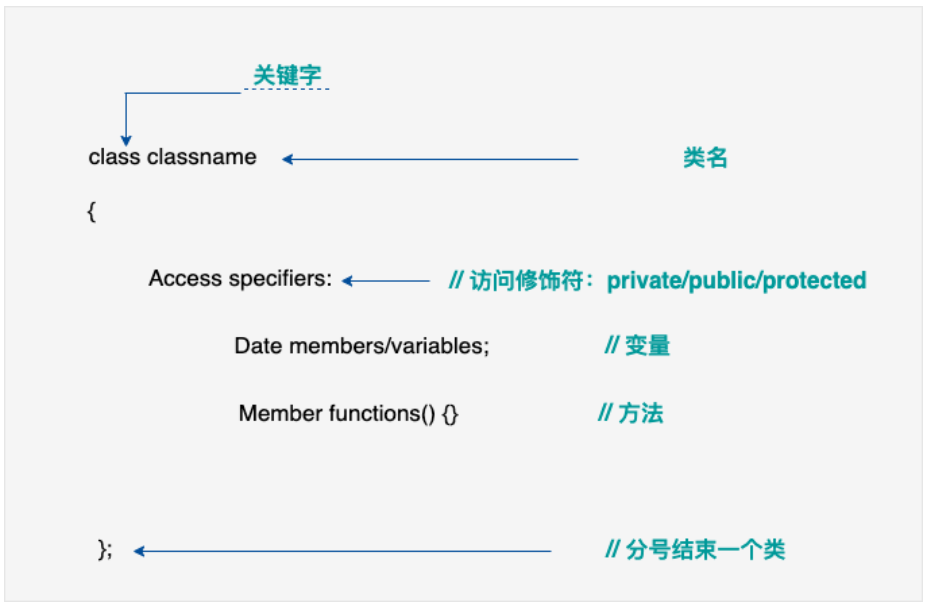 关键字
class classname 类名
{
Access specifiers: // 访问修饰符：private/public/protected
Date members/variables; // 变量
Member functions() {} // 方法
}; // 分号结束一个类